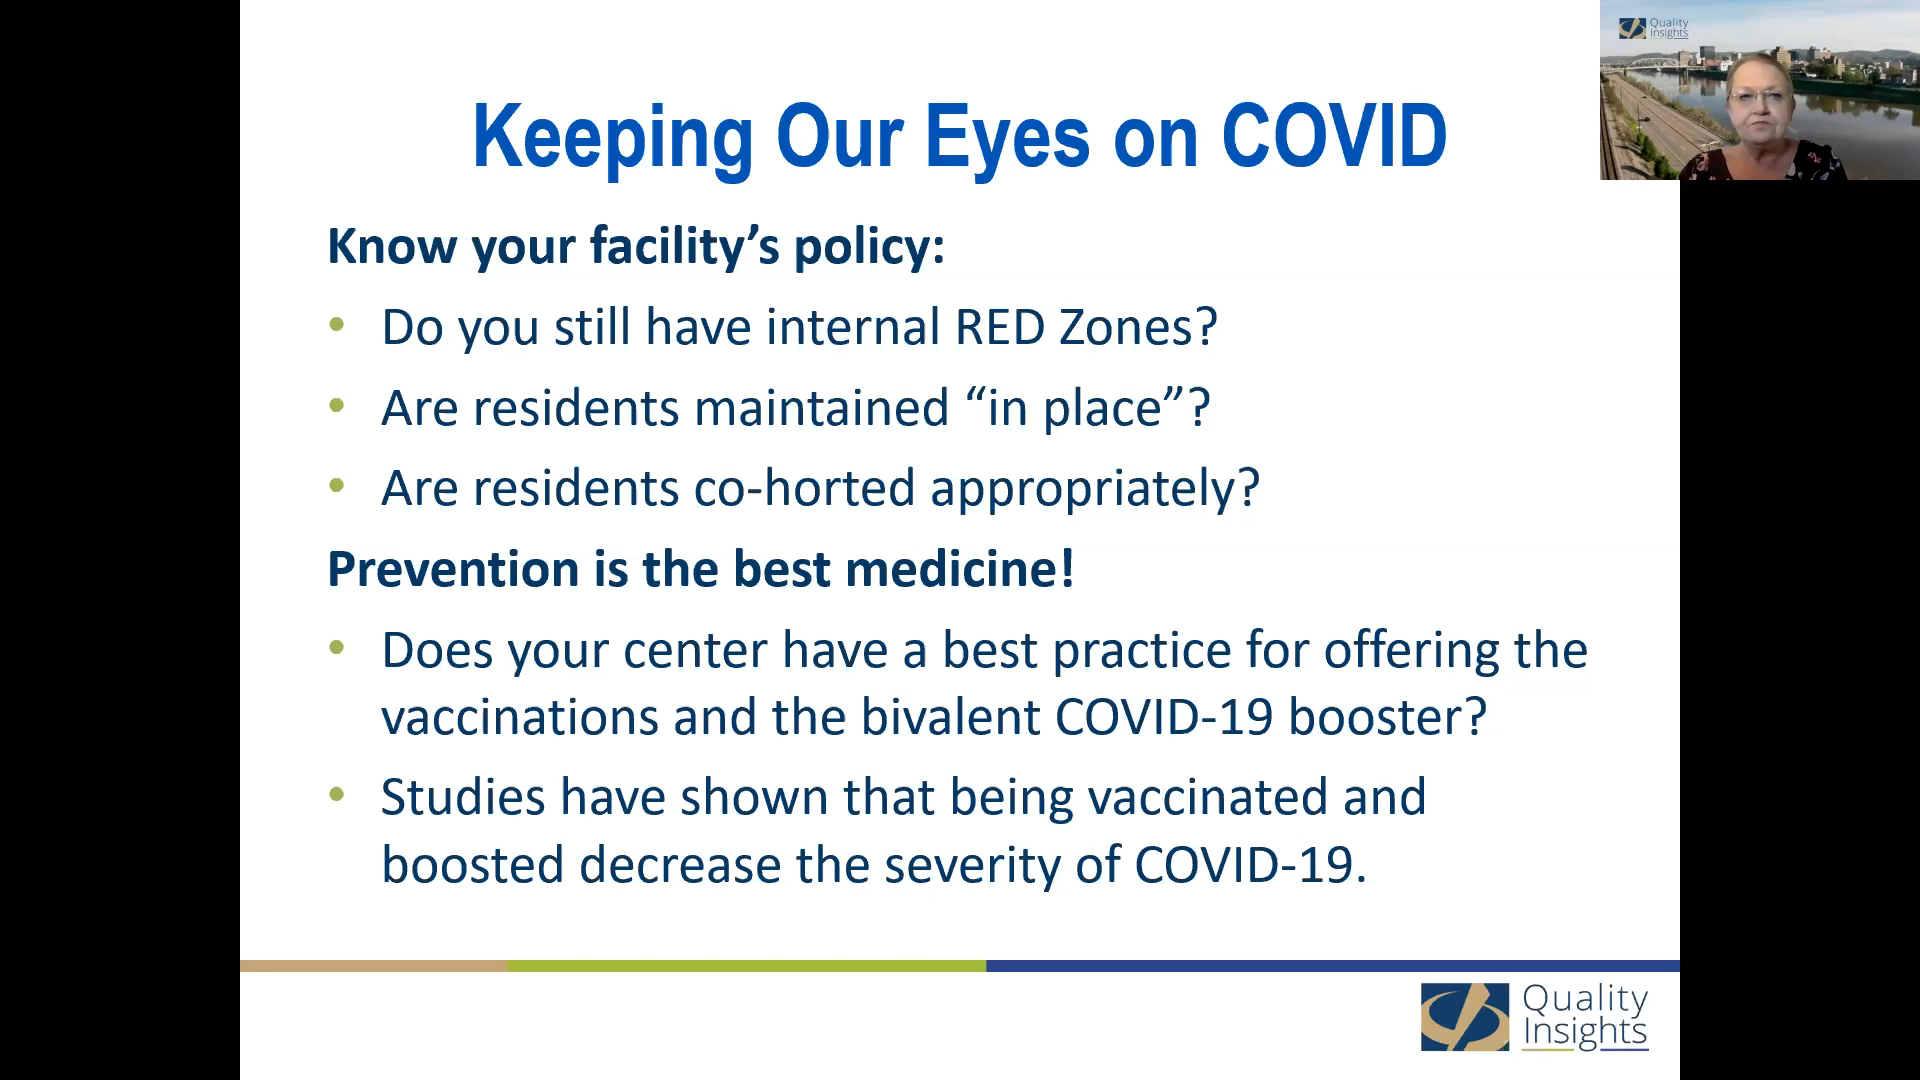 Quality
Insights
Keeping Our Eyes on COVID
Know your facility’s policy:
• Do you still have internal RED Zones?
• Are residents maintained “in place”?
• Are residents co-horted appropriately?
Prevention is the best medicine!
• Does your center have a best practice for offering the
vaccinations and the bivalent COVID-19 booster?
• Studies have shown that being vaccinated and
boosted decrease the severity of COVID-19.
Quality
Insights